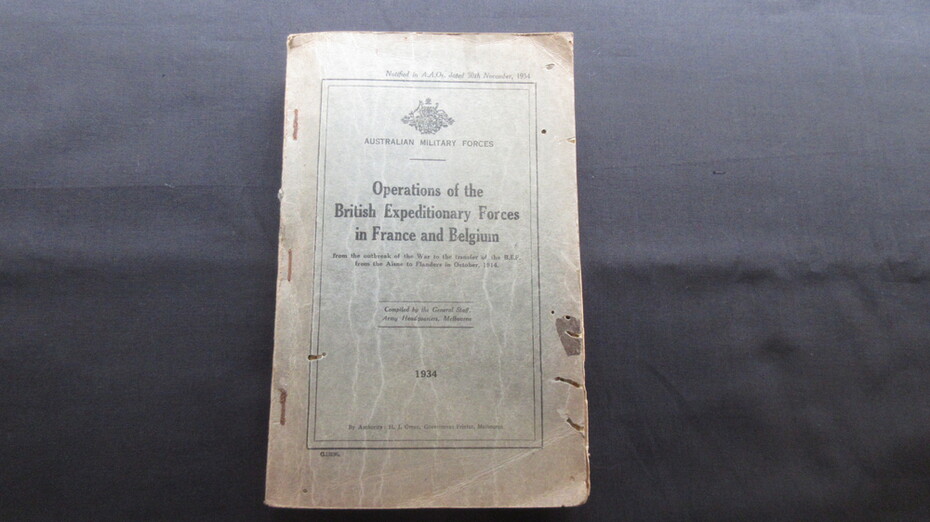 Notified in A.A.Os. dated 30th November, 1934
AUSTRALIAN MILITARY FORCES
Operations of the
British Expeditionary Forces
in France and Belgium
from the outbreak of the War to the transfer of the B.E.F.
from the Aisne to Flanders in October, 1914.
Compiled by the General Staff,
Army Headquarters, Melbourne
1934
By Authority: H. J. Green, Government Printer, Melbourne.